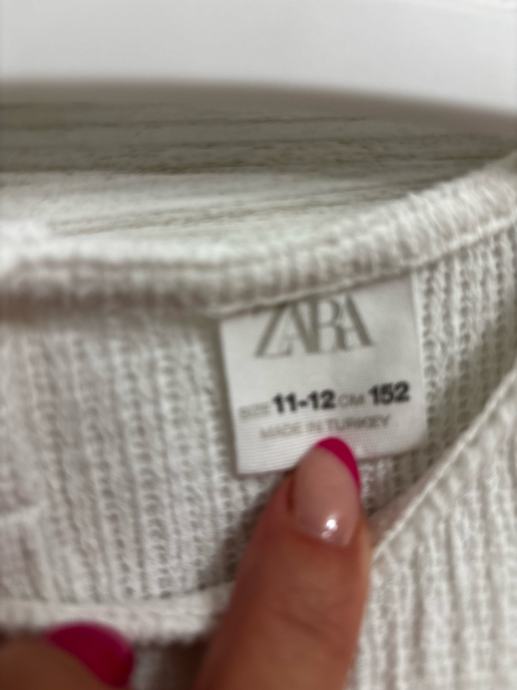 ZARA
SIZE 11-12 CM 152
MADE IN TURKEY